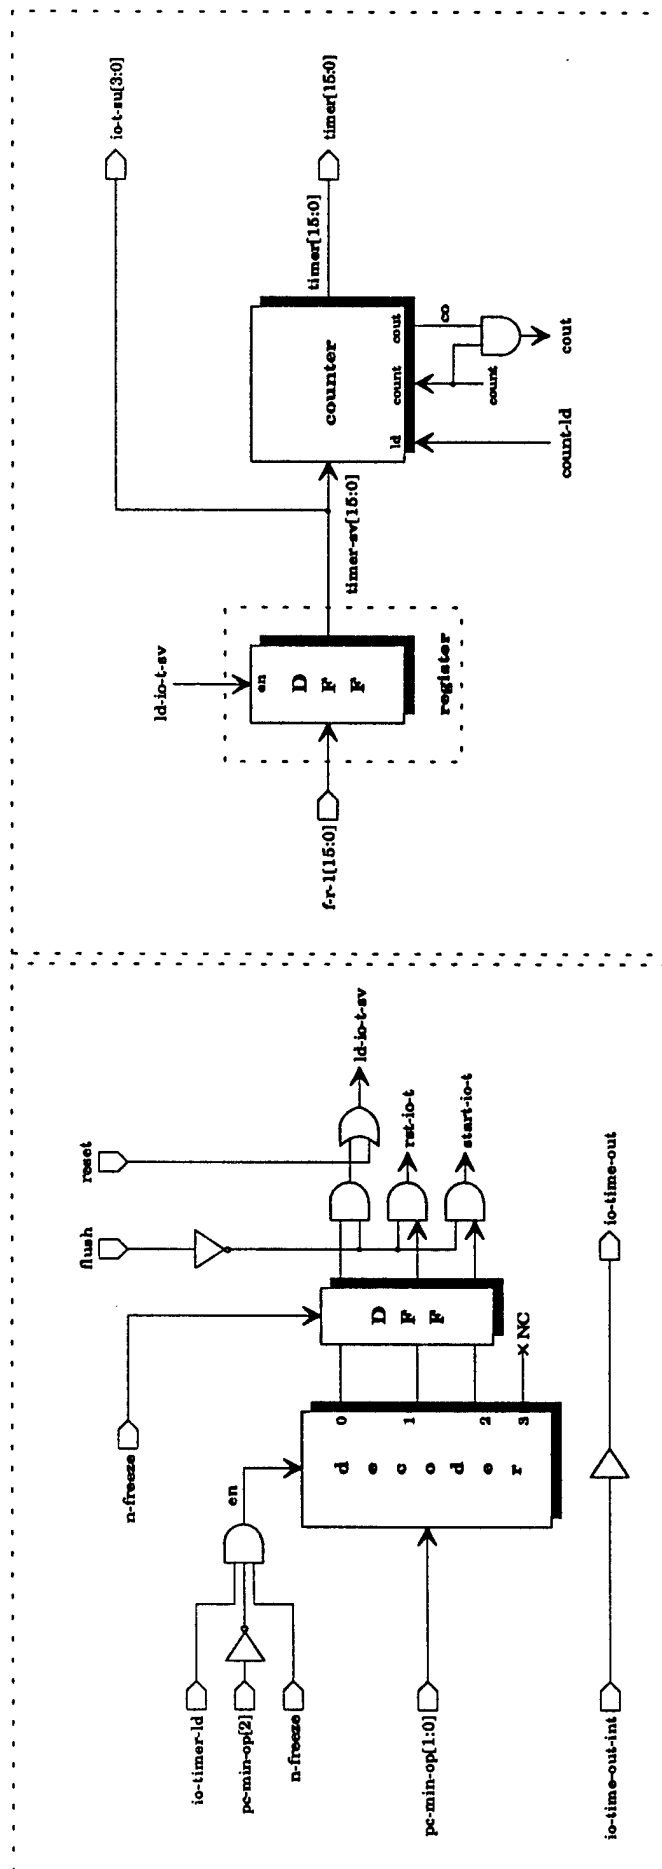 io-timer-ld
pc-min-op[2]
n-freeze
en
n-freeze
flush
reset
pc-min-op[1:0]
decoder
0
1
2
3
NC
DFF
ld-io-t-sv
rst-io-t
start-io-t
io-time-out-int
io-time-out
f-r-1[15:0]
ld-io-t-sv
en
DFF
register
timer-sv[15:0]
io-t-su[3:0]
counter
ld
count
cout
timer[15:0]
timer[15:0]
co
count
count-ld
cout